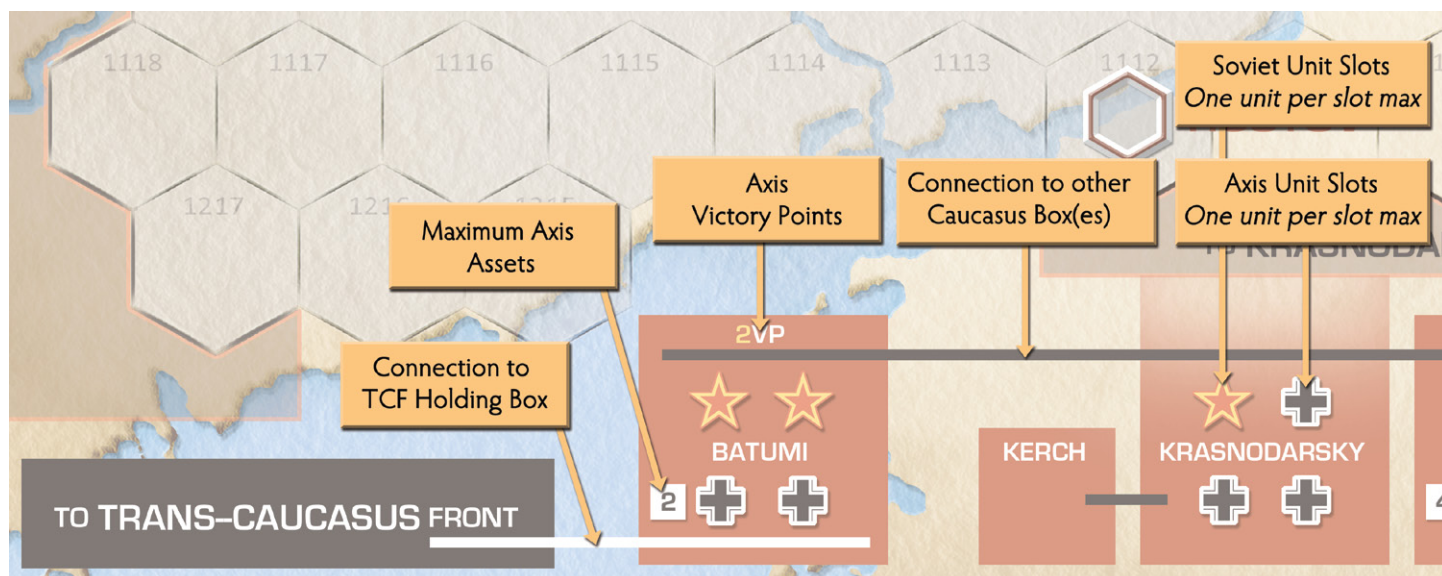 1118
1117
1116
1115
1114
1113
1112
Soviet Unit Slots
One unit per slot max
1217
Axis
Victory Points
Connection to other
Caucasus Box(es)
Axis Unit Slots
One unit per slot max
Maximum Axis
Assets
2VP
Connection to
TCF Holding Box
BATUMI
KERCH
KRASNODARSKY
2
TO TRANS-CAUCASUS FRONT